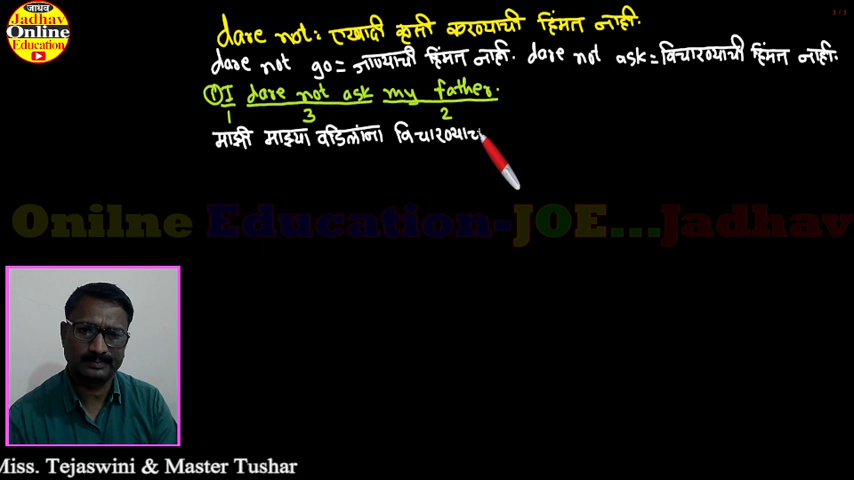 जाधव
Jadhav
Online
Education
dare not: एखादी कृती करण्याची हिंमत नाही.
dare not go= जाण्याची हिंमत नाही. dare not ask=विचारण्याची हिंमत नाही.
① I dare not ask my father.
1 3 2
माझी माझ्या वडिलांना विचारण्याच
Onilne Education-JOE...Jadhav
Miss. Tejaswini & Master Tushar